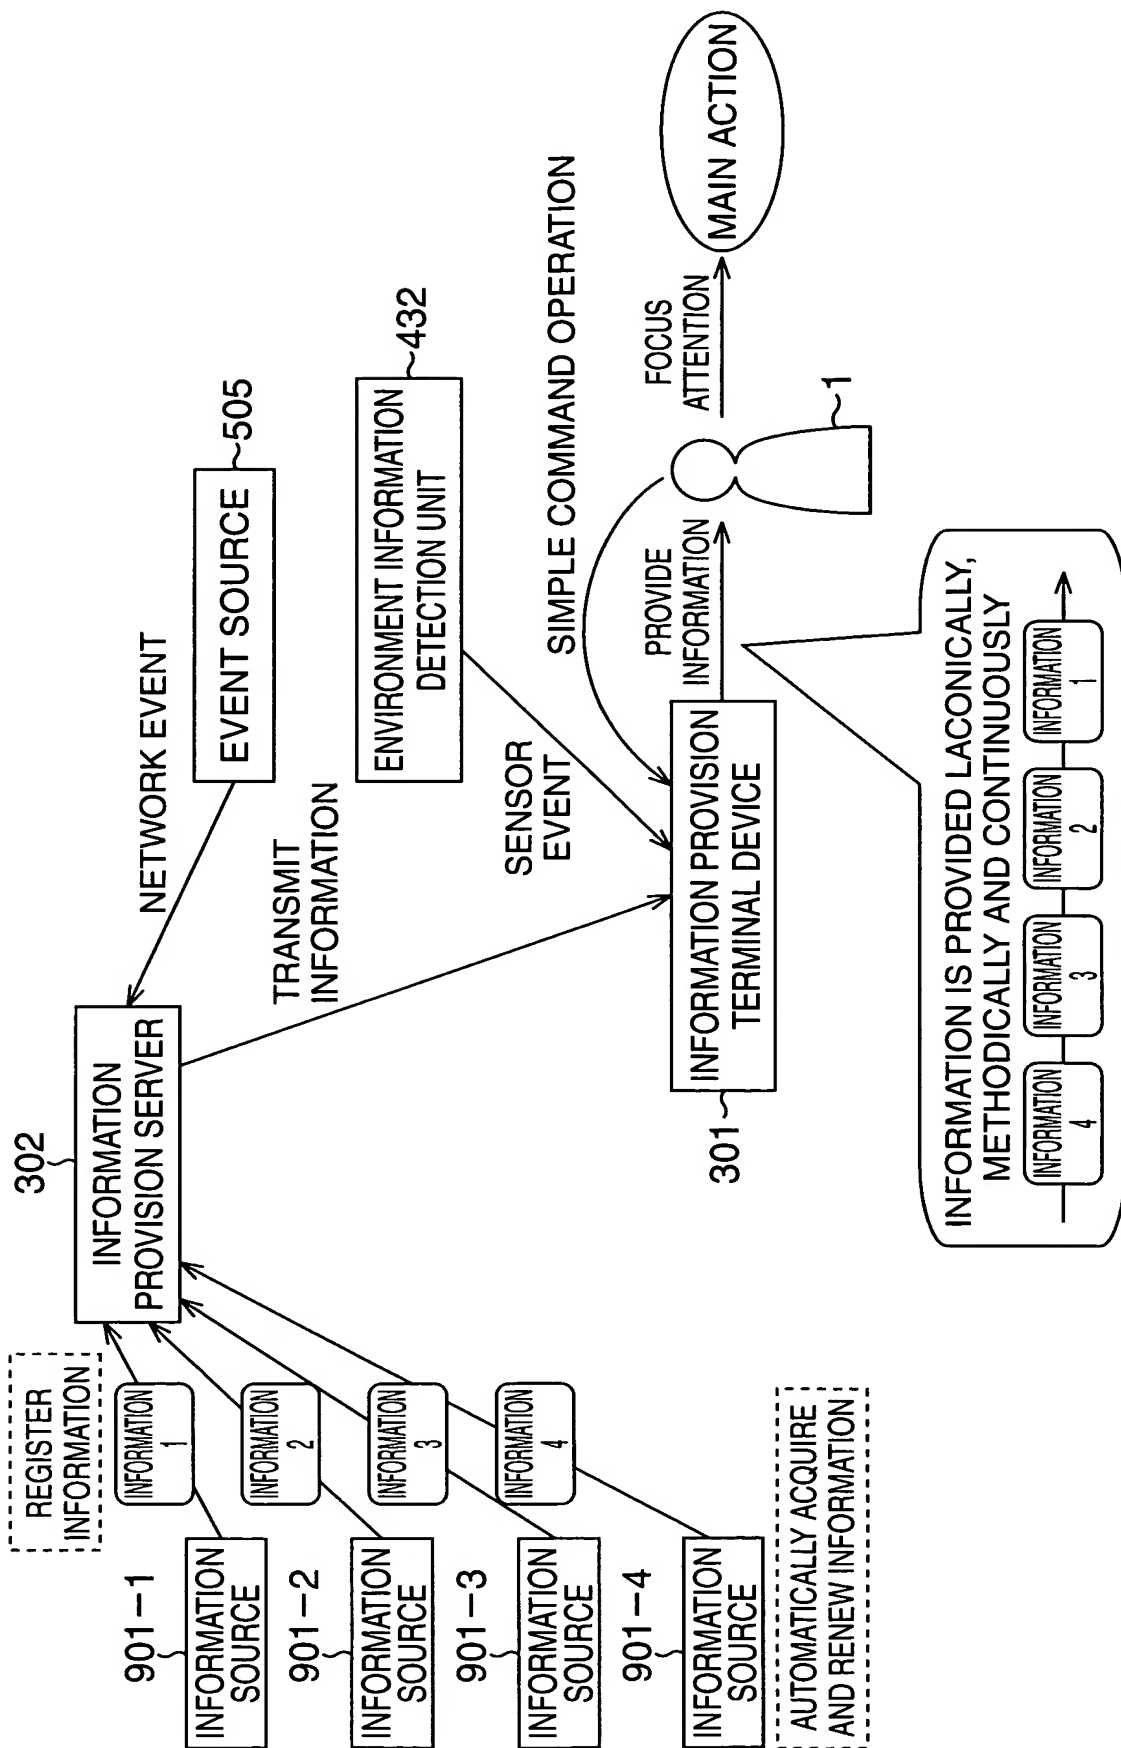 REGISTER
INFORMATION
901-1
INFORMATION
SOURCE
INFORMATION
1
901-2
INFORMATION
SOURCE
INFORMATION
2
901-3
INFORMATION
SOURCE
INFORMATION
3
901-4
INFORMATION
SOURCE
INFORMATION
4
AUTOMATICALLY ACQUIRE
AND RENEW INFORMATION
302
INFORMATION
PROVISION SERVER
NETWORK EVENT
505
EVENT SOURCE
TRANSMIT
INFORMATION
432
ENVIRONMENT INFORMATION
DETECTION UNIT
SENSOR
EVENT
SIMPLE COMMAND OPERATION
301
INFORMATION PROVISION
TERMINAL DEVICE
PROVIDE
INFORMATION
1
FOCUS
ATTENTION
MAIN ACTION
INFORMATION IS PROVIDED LACONICALLY,
METHODICALLY AND CONTINUOUSLY
INFORMATION
4
INFORMATION
3
INFORMATION
2
INFORMATION
1